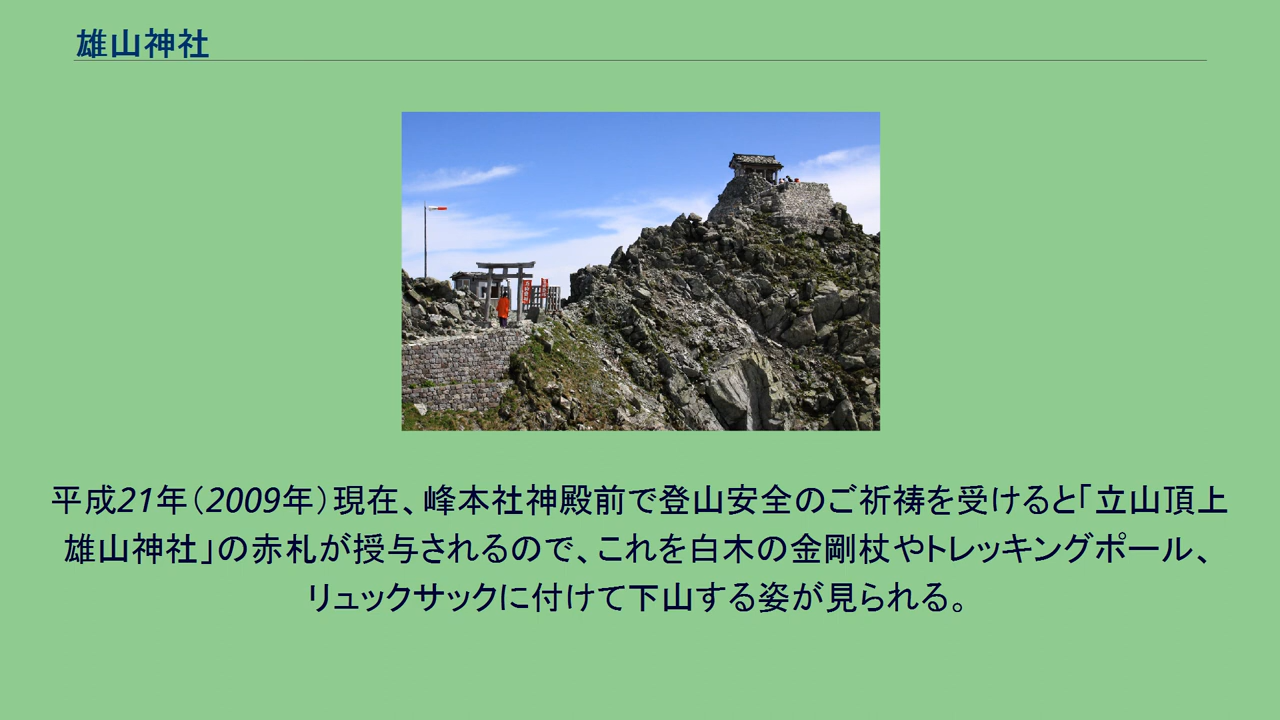 雄山神社
平成21年（2009年）現在、峰本社神殿前で登山安全のご祈祷を受けると「立山頂上
雄山神社」の赤札が授与されるので、これを白木の金剛杖やトレッキングポール、
リュックサックに付けて下山する姿が見られる。